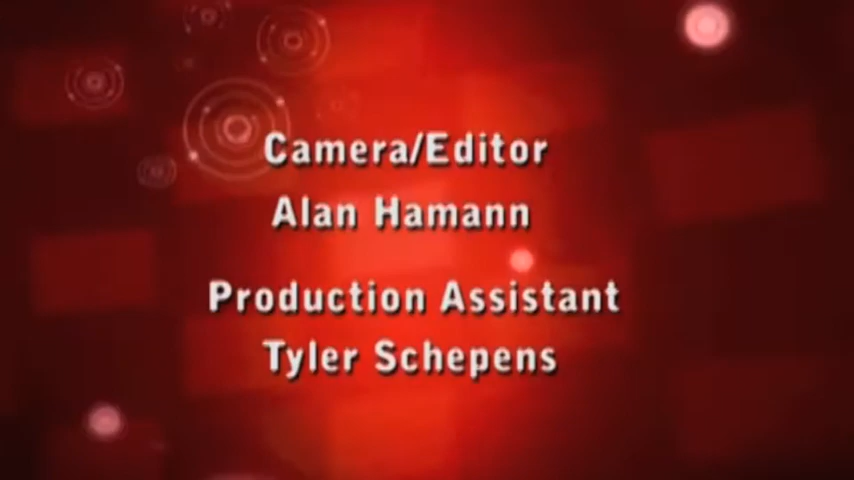 Camera/Editor
Alan Hamann
Production Assistant
Tyler Schepens